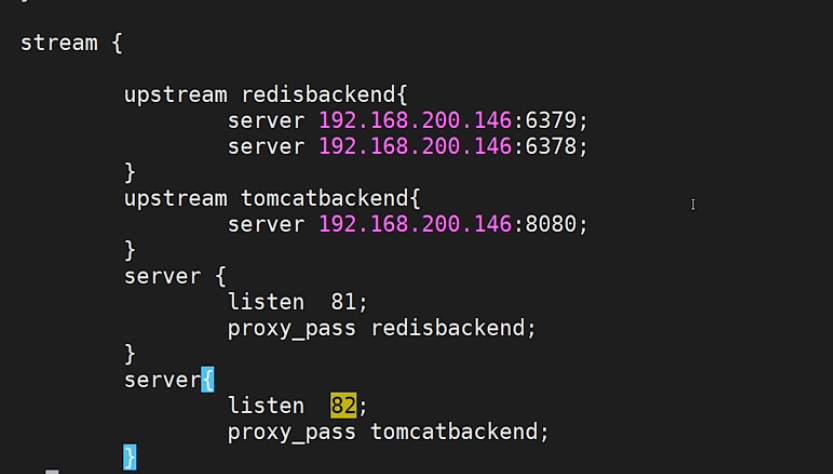 stream {
upstream redisbackend{
server 192.168.200.146:6379;
server 192.168.200.146:6378;
}
upstream tomcatbackend{
server 192.168.200.146:8080;
}
server {
listen  81;
proxy_pass redisbackend;
}
server{
listen  82;
proxy_pass tomcatbackend;
}